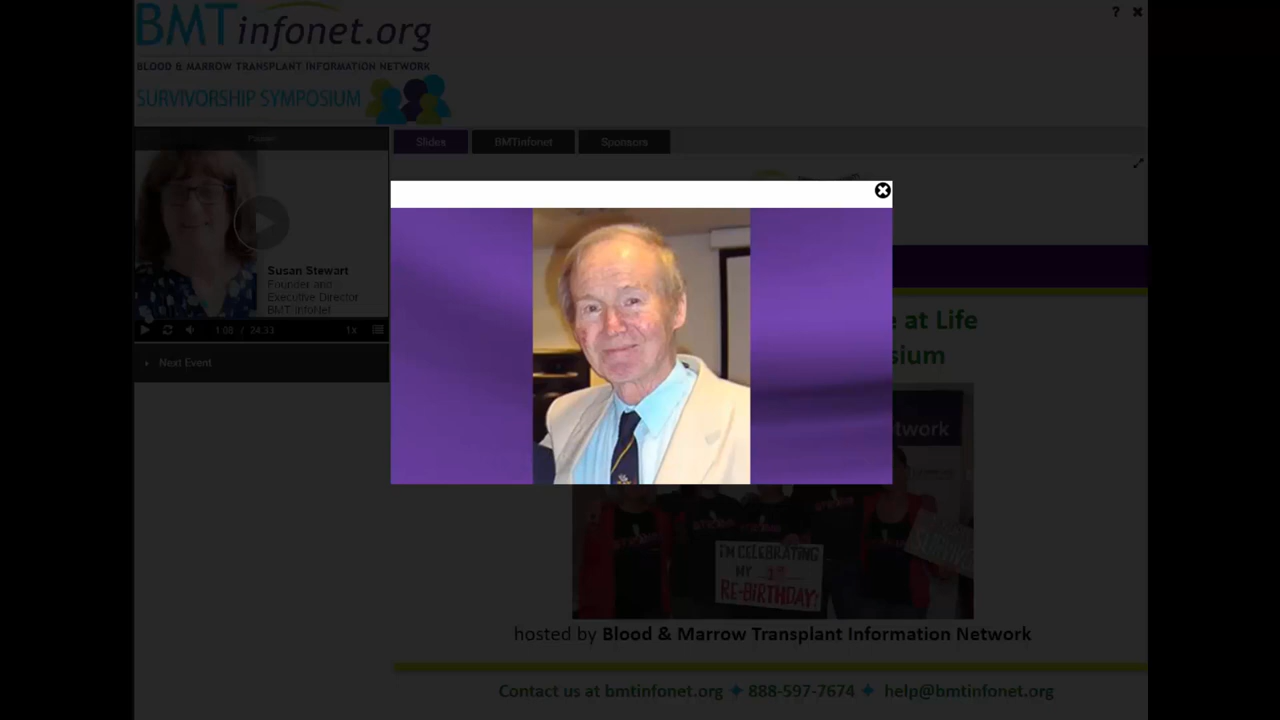 BMTinfonet.org
BLOOD & MARROW TRANSPLANT INFORMATION NETWORK
SURVIVORSHIP SYMPOSIUM
? ×
Slides BMTinfonet Sponsors
Susan Stewart
Founder and
Executive Director
BMT InfoNet
1:08 / 24:33 1x
Next Event
e at Life
sium
twork
I'M CELEBRATING
MY 1st
RE-BIRTHDAY!
hosted by Blood & Marrow Transplant Information Network
Contact us at bmtinfonet.org ✦ 888-597-7674 ✦ help@bmtinfonet.org